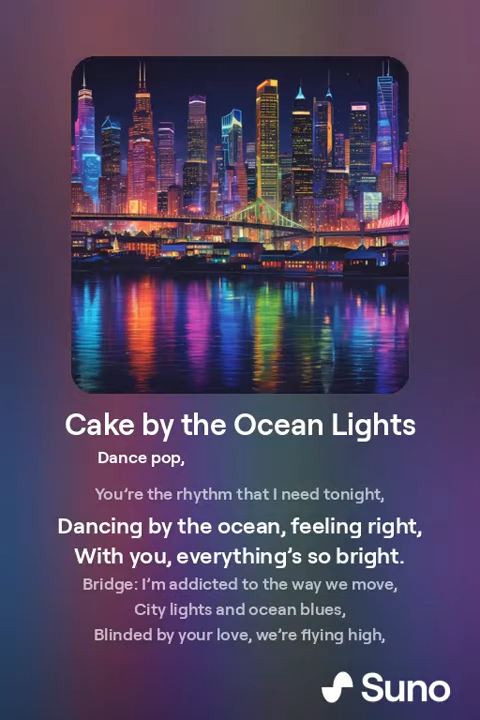 Cake by the Ocean Lights
Dance pop,
You're the rhythm that I need tonight,
Dancing by the ocean, feeling right,
With you, everything's so bright.
Bridge: I'm addicted to the way we move,
City lights and ocean blues,
Blinded by your love, we're flying high,
Suno